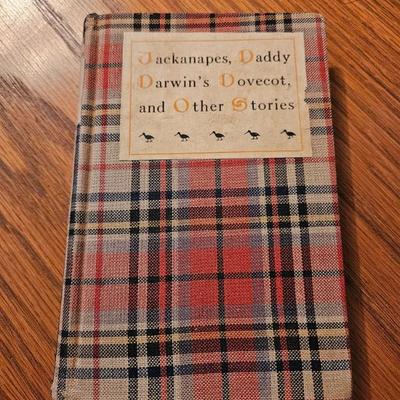 Jackanapes, Daddy
Darwin's Dovecot,
and Other Stories